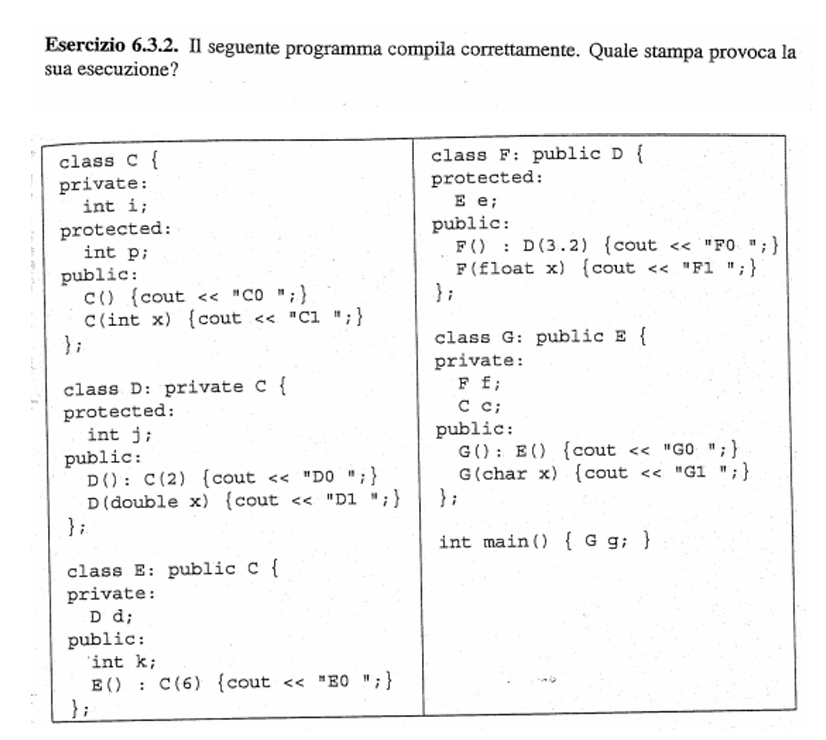 Esercizio 6.3.2. Il seguente programma compila correttamente. Quale stampa provoca la
sua esecuzione?
class C {
private:
int i;
protected:
int p;
public:
C() {cout << "C0 ";}
C(int x) {cout << "C1 ";}
};
class D: private C {
protected:
int j;
public:
D(): C(2) {cout << "D0 ";}
D(double x) {cout << "D1 ";}
};
class E: public C {
private:
D d;
public:
int k;
E() : C(6) {cout << "E0 ";}
};
class F: public D {
protected:
E e;
public:
F() : D(3.2) {cout << "F0 ";}
F(float x) {cout << "F1 ";}
};
class G: public E {
private:
F f;
C c;
public:
G(): E() {cout << "G0 ";}
G(char x) {cout << "G1 ";}
};
int main() { G g; }